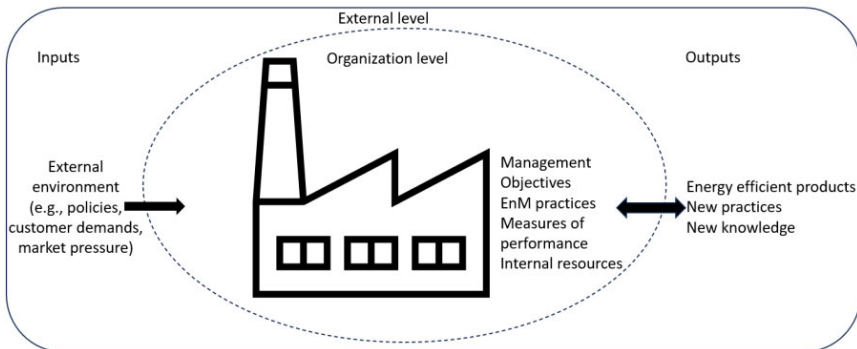 External level
Inputs
Organization level
Outputs
External
environment
(e.g., policies,
customer demands,
market pressure)
Management
Objectives
EnM practices
Measures of
performance
Internal resources
Energy efficient products
New practices
New knowledge